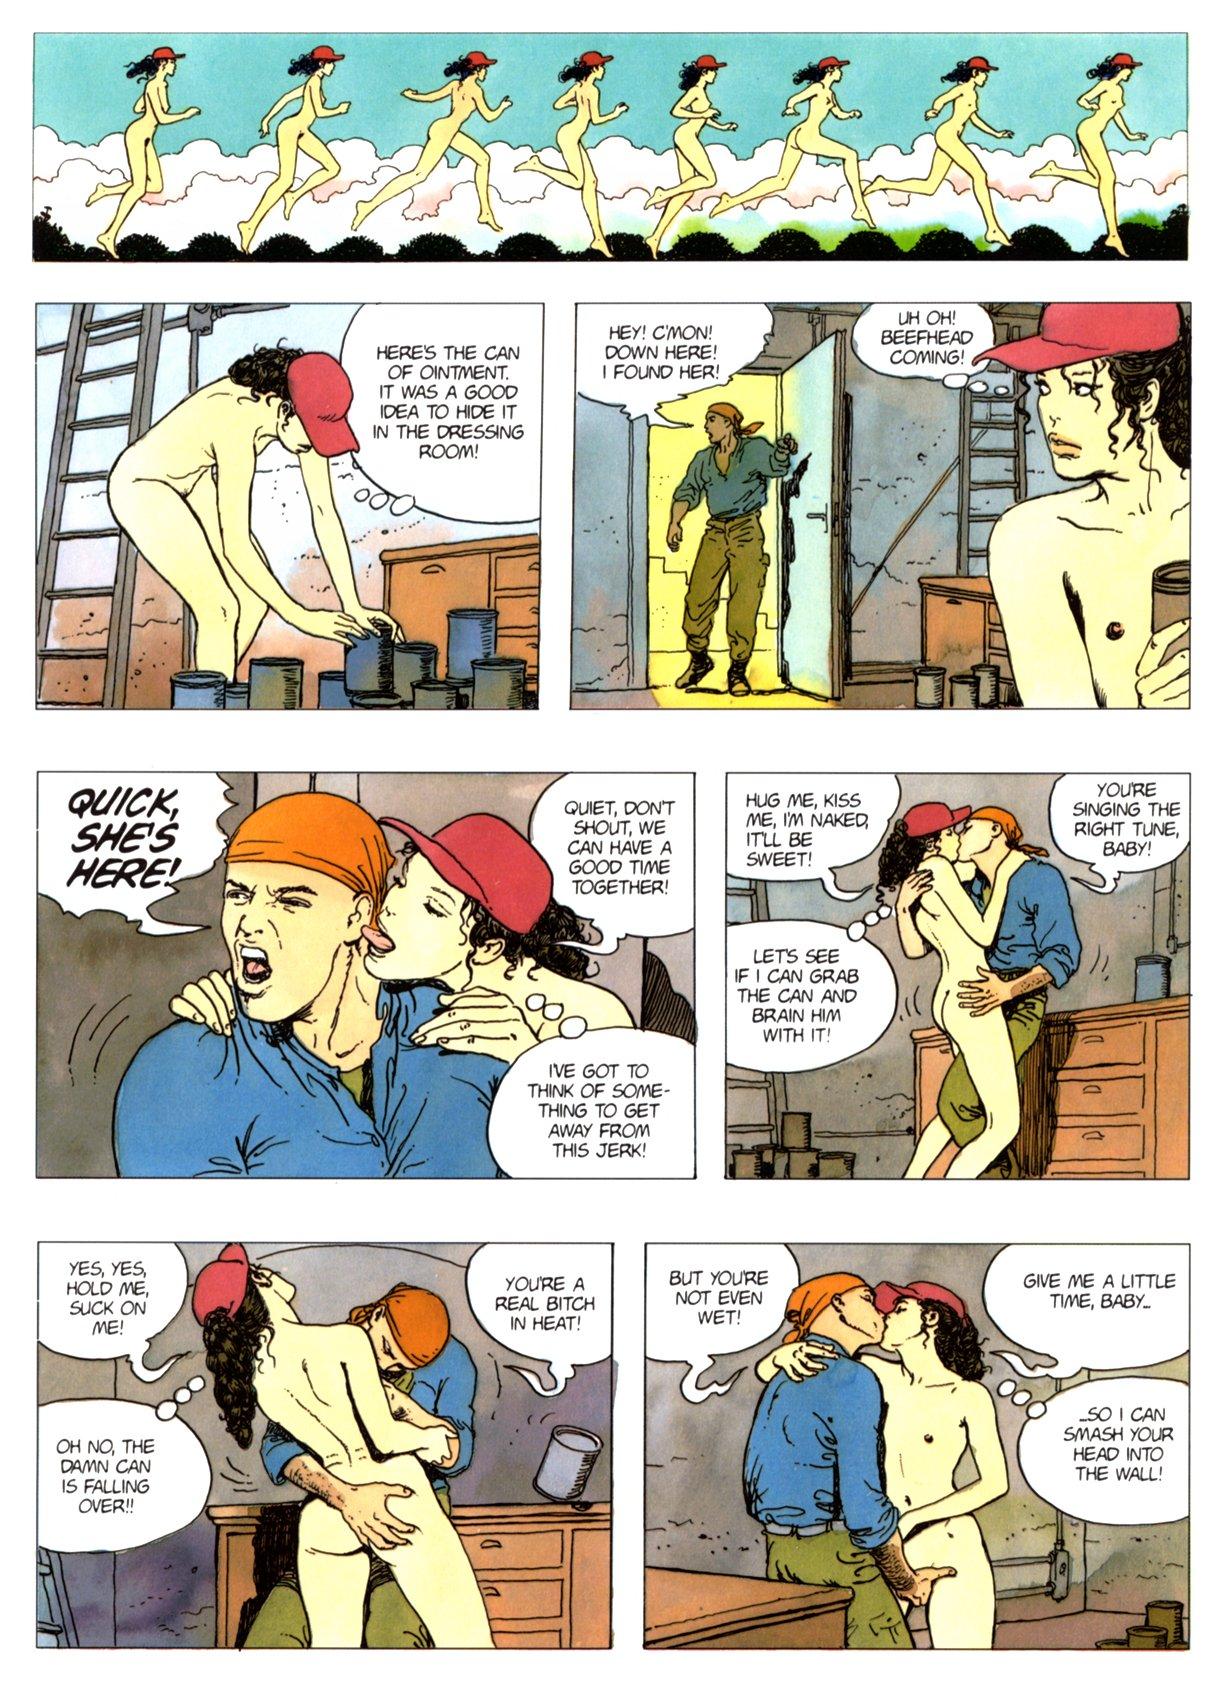 HERE'S THE CAN
OF OINTMENT.
IT WAS A GOOD
IDEA TO HIDE IT
IN THE DRESSING
ROOM!
HEY! C'MON!
DOWN HERE!
I FOUND HER!
UH OH!
BEEFHEAD
COMING!
QUICK,
SHE'S
HERE!
QUIET, DON'T
SHOUT, WE
CAN HAVE A
GOOD TIME
TOGETHER!
I'VE GOT TO
THINK OF SOME-
THING TO GET
AWAY FROM
THIS JERK!
HUG ME, KISS
ME, I'M NAKED,
IT'LL BE
SWEET!
YOU'RE
SINGING THE
RIGHT TUNE,
BABY!
LET'S SEE
IF I CAN GRAB
THE CAN AND
BRAIN HIM
WITH IT!
YES, YES,
HOLD ME,
SUCK ON
ME!
YOU'RE A
REAL BITCH
IN HEAT!
OH NO, THE
DAMN CAN
IS FALLING
OVER!!
BUT YOU'RE
NOT EVEN
WET!
GIVE ME A LITTLE
TIME, BABY...
...SO I CAN
SMASH YOUR
HEAD INTO
THE WALL!